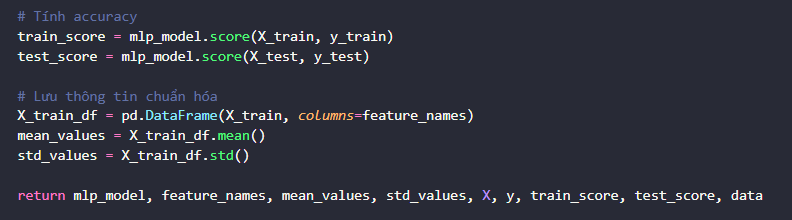 # Tính accuracy
train_score = mlp_model.score(X_train, y_train)
test_score = mlp_model.score(X_test, y_test)
# Lưu thông tin chuẩn hóa
X_train_df = pd.DataFrame(X_train, columns=feature_names)
mean_values = X_train_df.mean()
std_values = X_train_df.std()
return mlp_model, feature_names, mean_values, std_values, X, y, train_score, test_score, data